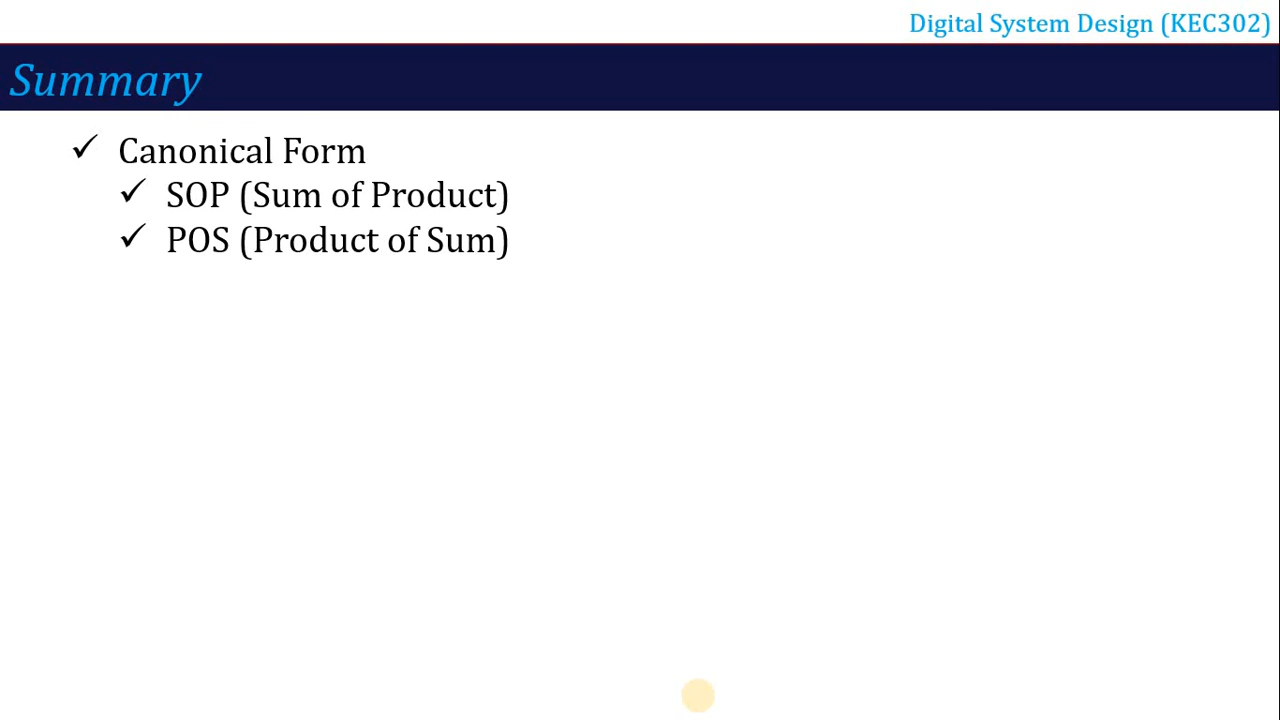 Digital System Design (KEC302)
Summary
✓ Canonical Form
✓ SOP (Sum of Product)
✓ POS (Product of Sum)